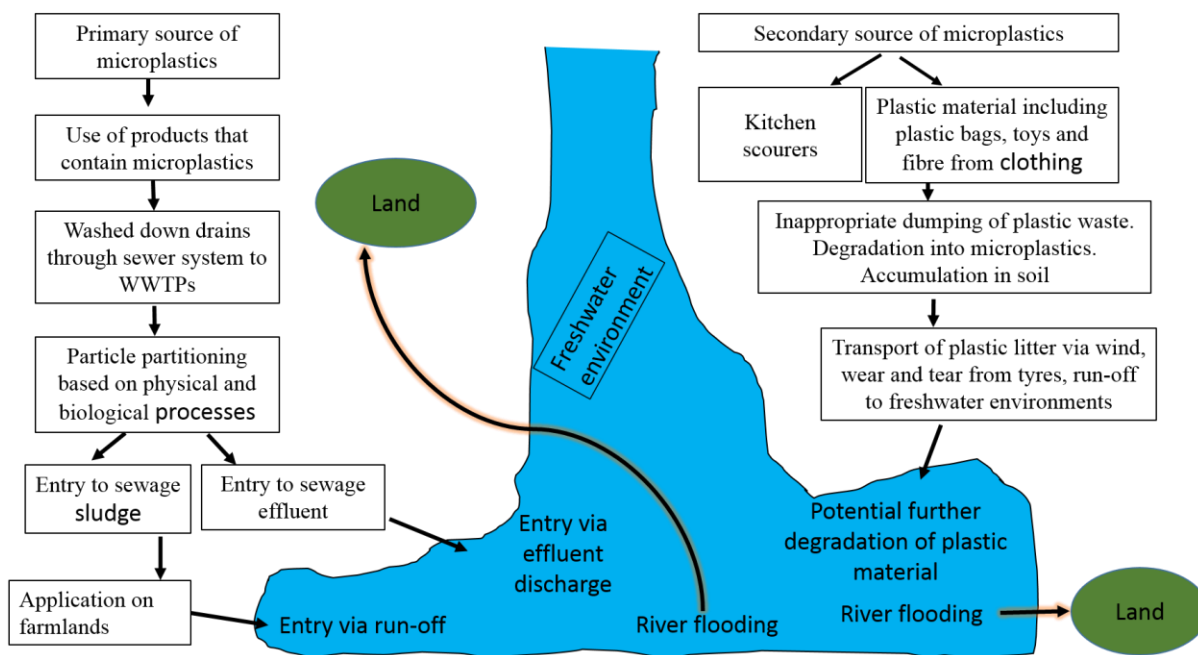 Primary source of
microplastics
Use of products that
contain microplastics
Washed down drains
through sewer system to
WWTPs
Particle partitioning
based on physical and
biological processes
Entry to sewage
sludge
Entry to sewage
effluent
Application on
farmlands
Land
Freshwater
environment
Entry via
effluent
discharge
Entry via run-off
River flooding
Secondary source of microplastics
Kitchen
scourers
Plastic material including
plastic bags, toys and
fibre from clothing
Inappropriate dumping of plastic waste.
Degradation into microplastics.
Accumulation in soil
Transport of plastic litter via wind,
wear and tear from tyres, run-off
to freshwater environments
Potential further
degradation of plastic
material
River flooding
Land